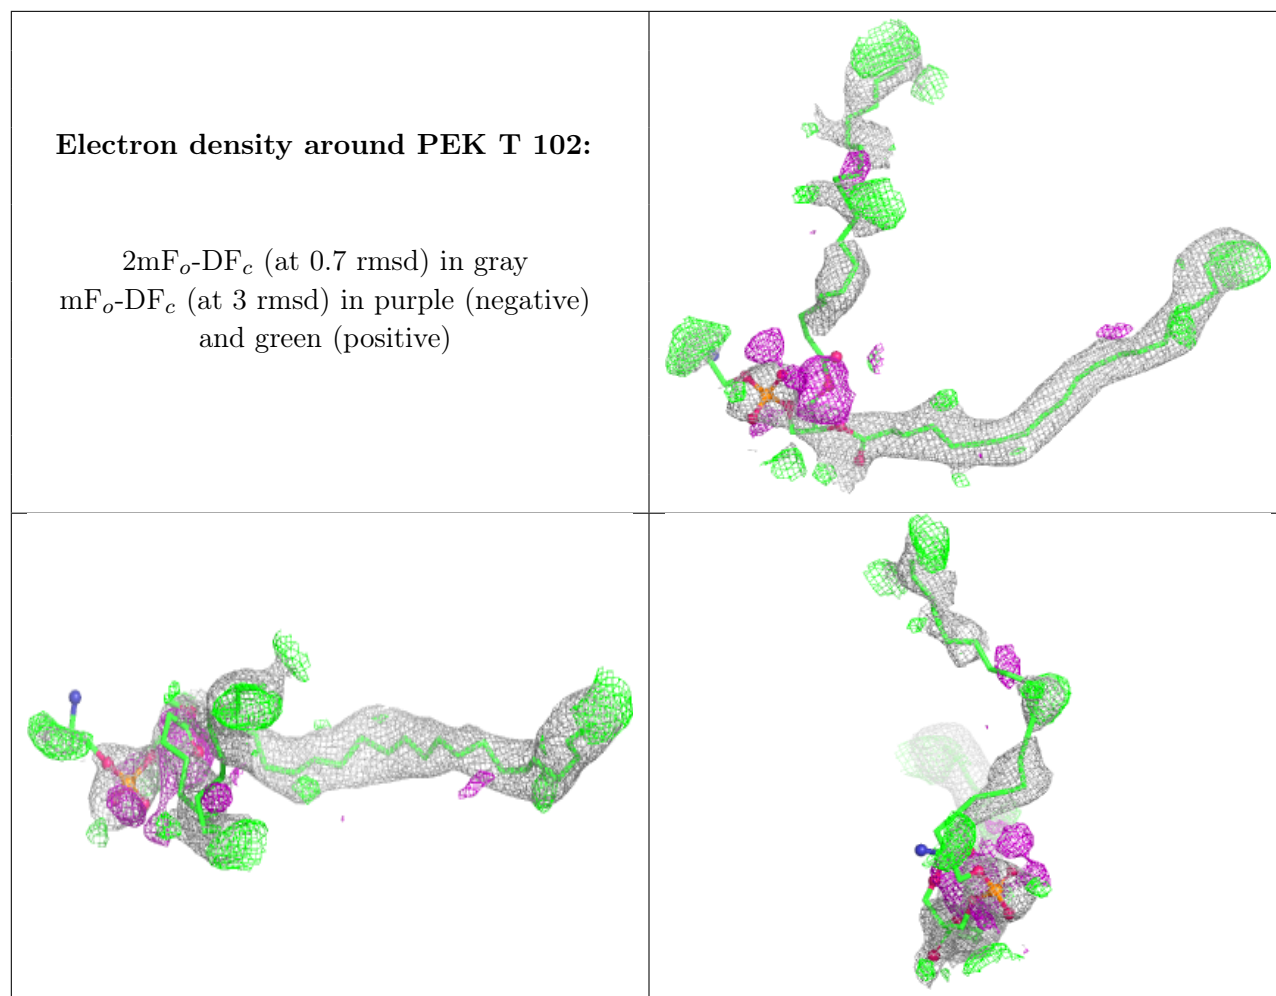 Electron density around PEK T 102:
2mFo-DFc (at 0.7 rmsd) in gray
mFo-DFc (at 3 rmsd) in purple (negative)
and green (positive)